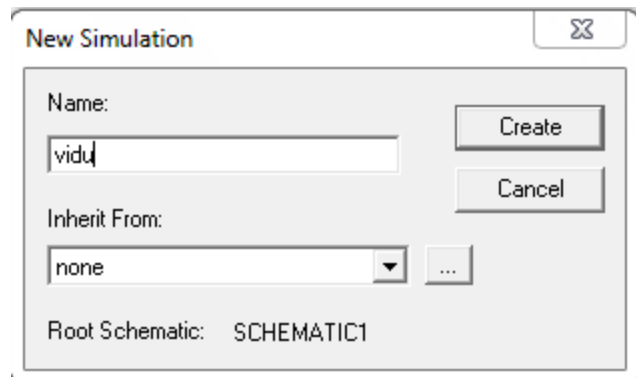 New Simulation
Name:
vidu
Create
Cancel
Inherit From:
none
...
Root Schematic: SCHEMATIC1